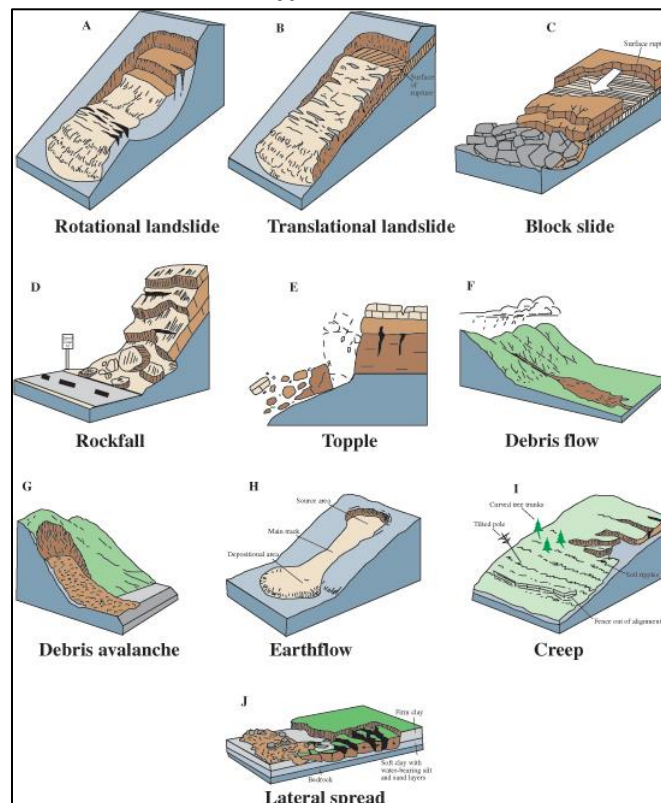 A
B
C
Surface rupt
Surface
of
rupture
Rotational landslide
Translational landslide
Block slide
D
E
F
Rockfall
Topple
Debris flow
G
H
I
Source area
Main track
Depositional area
Curved tree trunks
Tilted pole
Soil ripples
Fence out of alignment
Debris avalanche
Earthflow
Creep
J
Firm clay
Soft clay with
water-bearing silt
and sand layers
Bedrock
Lateral spread